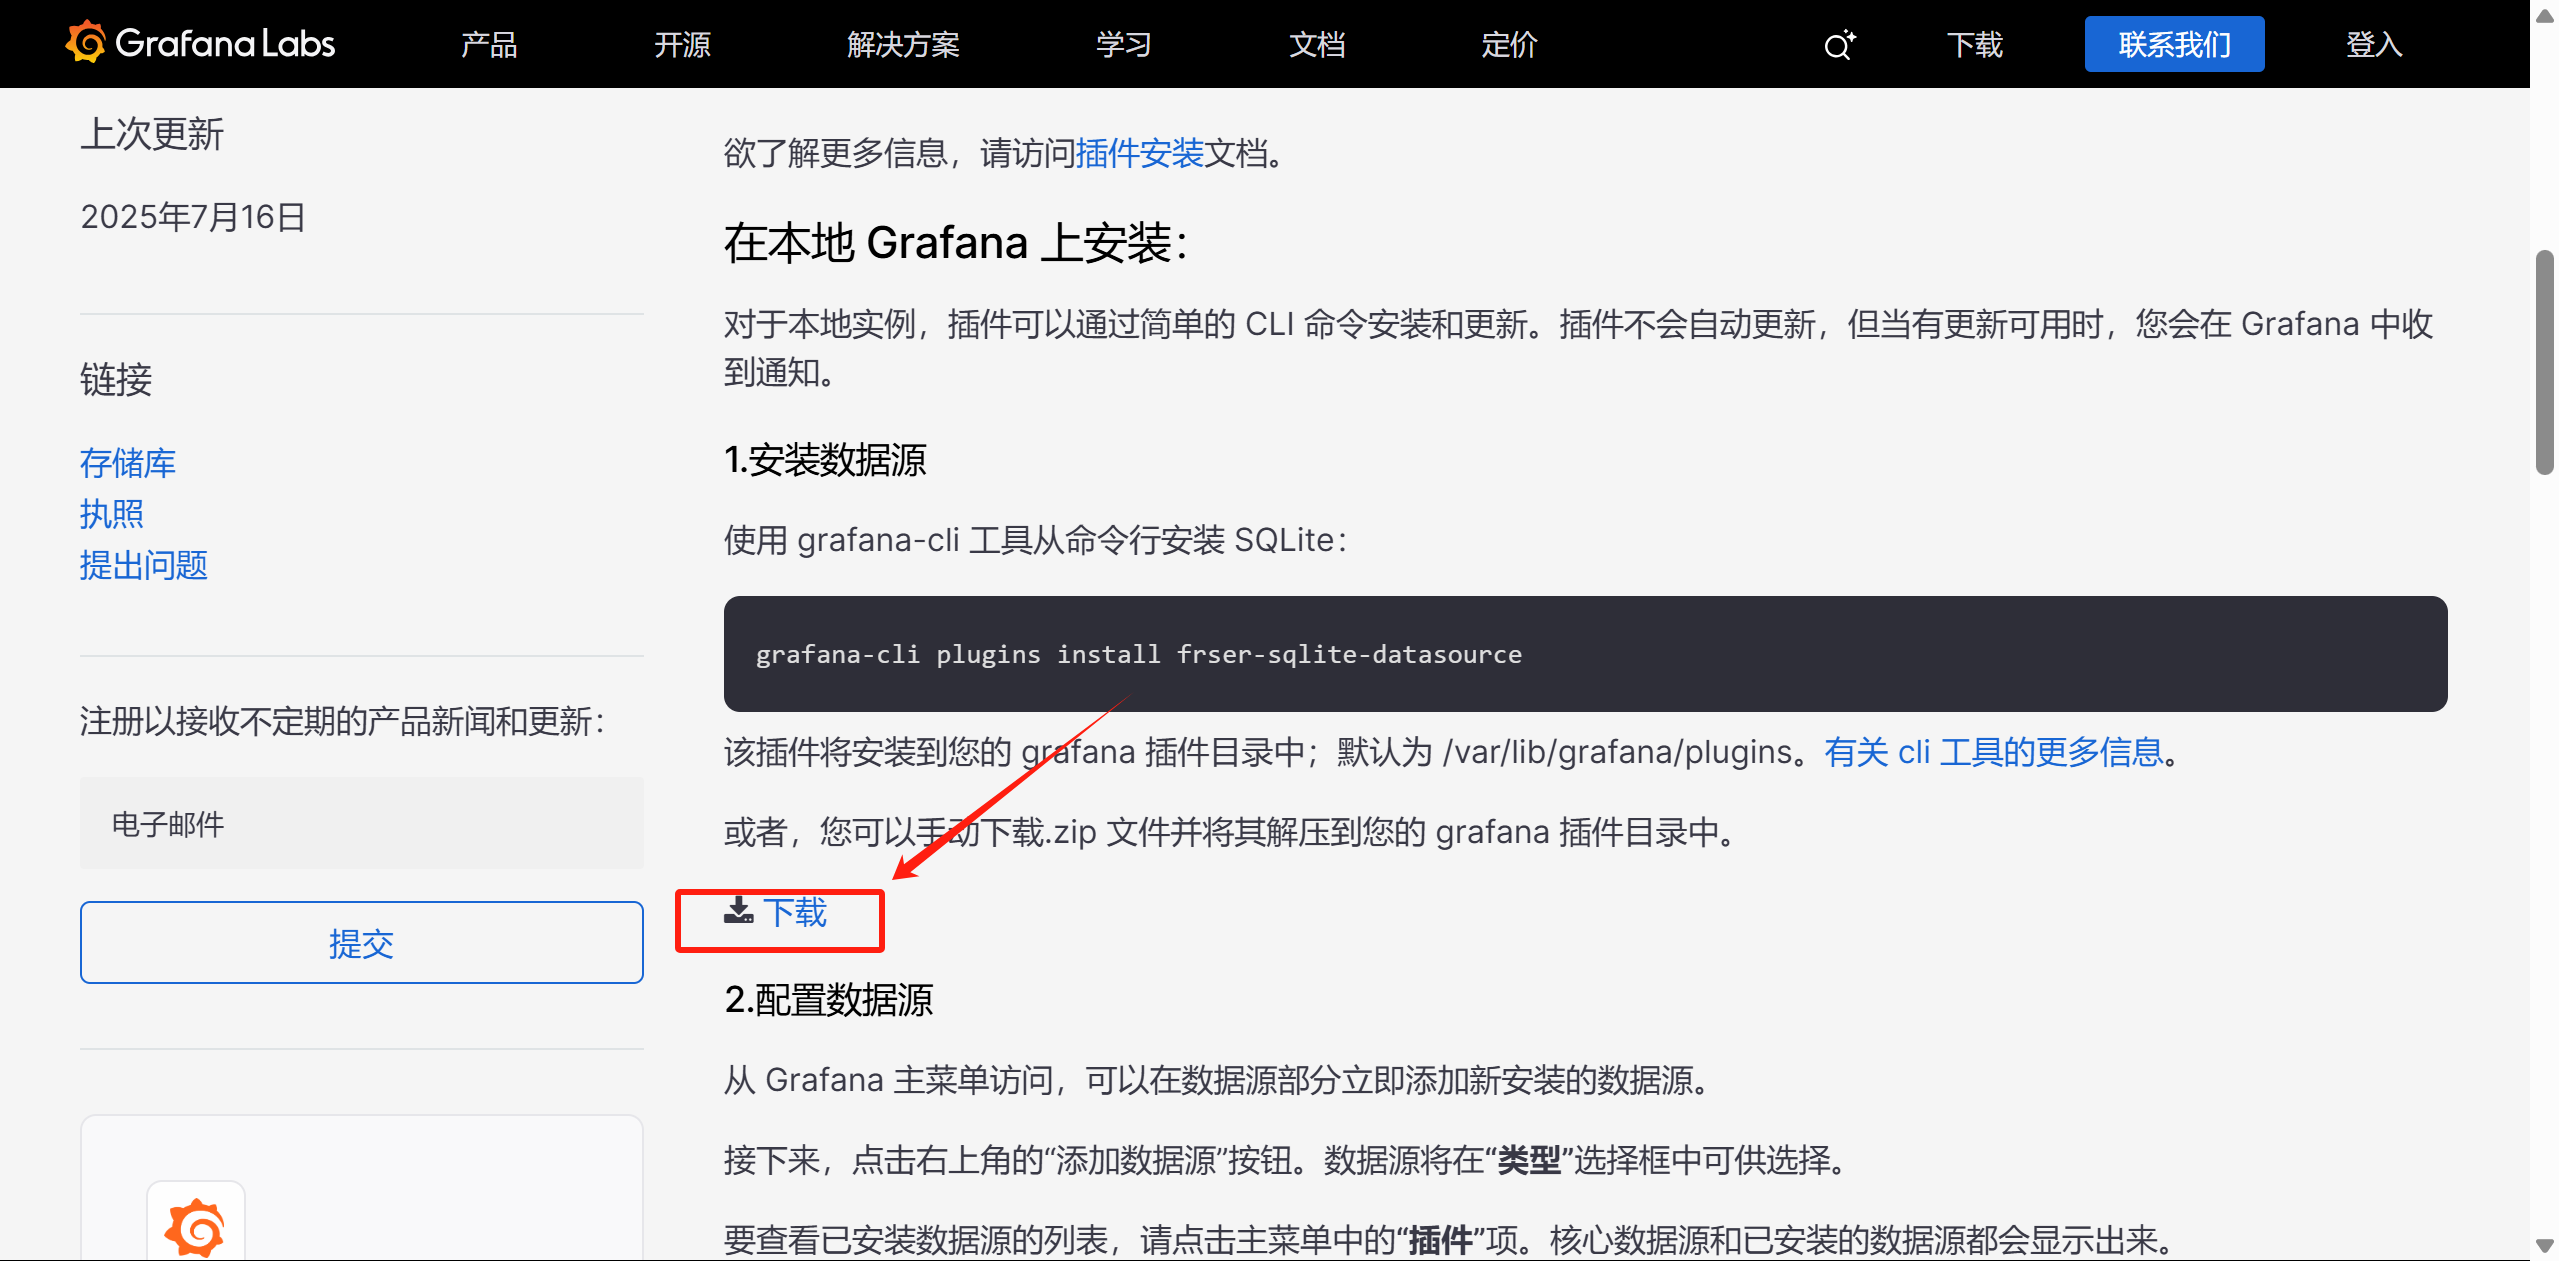 Grafana Labs
产品
开源
解决方案
学习
文档
定价
下载
联系我们
登入
上次更新
2025年7月16日
链接
存储库
执照
提出问题
注册以接收不定期的产品新闻和更新：
电子邮件
提交
欲了解更多信息，请访问插件安装文档。
在本地 Grafana 上安装：
对于本地实例，插件可以通过简单的 CLI 命令安装和更新。插件不会自动更新，但当有更新可用时，您会在 Grafana 中收
到通知。
1.安装数据源
使用 grafana-cli 工具从命令行安装 SQLite：
grafana-cli plugins install frser-sqlite-datasource
该插件将安装到您的 grafana 插件目录中；默认为 /var/lib/grafana/plugins。有关 cli 工具的更多信息。
或者，您可以手动下载.zip 文件并将其解压到您的 grafana 插件目录中。
下载
2.配置数据源
从 Grafana 主菜单访问，可以在数据源部分立即添加新安装的数据源。
接下来，点击右上角的“添加数据源”按钮。数据源将在“类型”选择框中可供选择。
要查看已安装数据源的列表，请点击主菜单中的“插件”项。核心数据源和已安装的数据源都会显示出来。